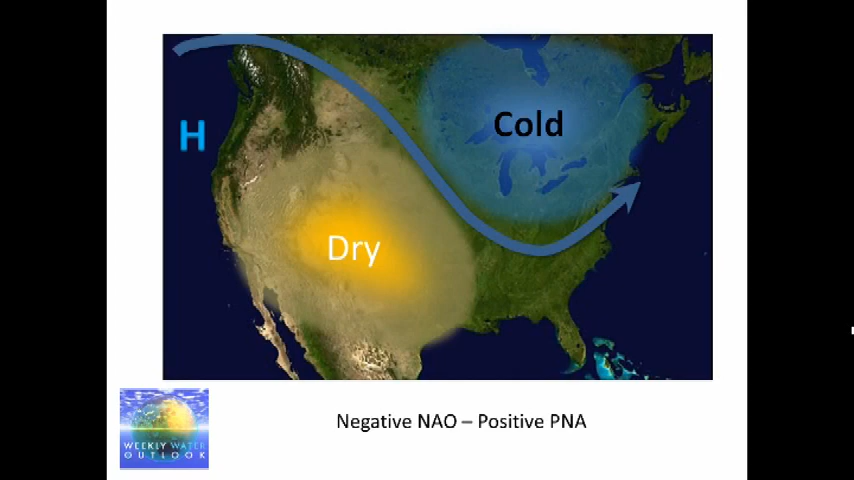 H
Cold
Dry
Negative NAO – Positive PNA
WEEKLY WATER
OUTLOOK